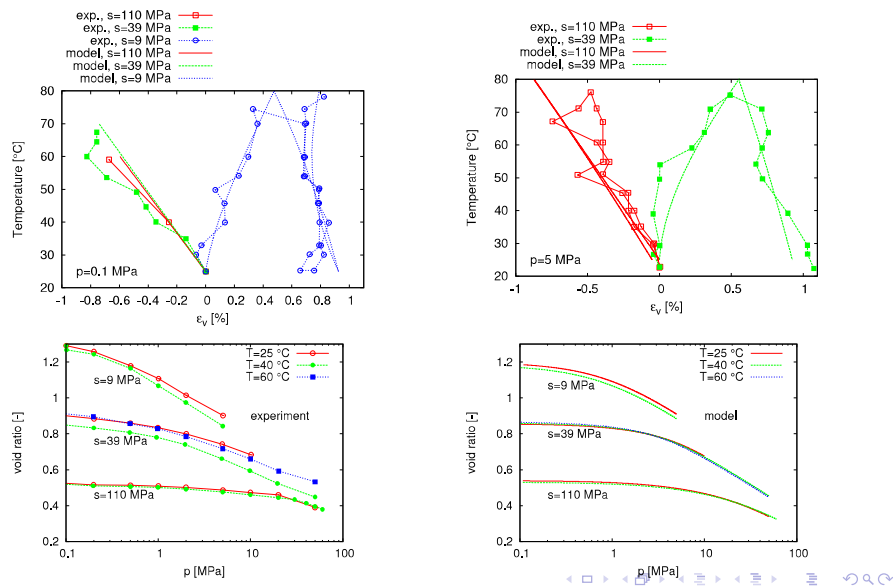 exp., s=110 MPa
exp., s=39 MPa
exp., s=9 MPa
model, s=110 MPa
model, s=39 MPa
model, s=9 MPa
80
70
60
50
40
30
20
Temperature [°C]
p=0.1 MPa
-1 -0.8 -0.6 -0.4 -0.2 0 0.2 0.4 0.6 0.8 1
εv [%]
exp., s=110 MPa
exp., s=39 MPa
model, s=110 MPa
model, s=39 MPa
80
70
60
50
40
30
20
Temperature [°C]
p=5 MPa
-1 -0.5 0 0.5 1
εv [%]
T=25 °C
T=40 °C
T=60 °C
1.2
1
0.8
0.6
0.4
0.2
void ratio [-]
s=9 MPa
experiment
s=39 MPa
s=110 MPa
0.1 1 10 100
p [MPa]
T=25 °C
T=40 °C
T=60 °C
1.2
1
0.8
0.6
0.4
0.2
void ratio [-]
s=9 MPa
model
s=39 MPa
s=110 MPa
0.1 1 10 100
p [MPa]